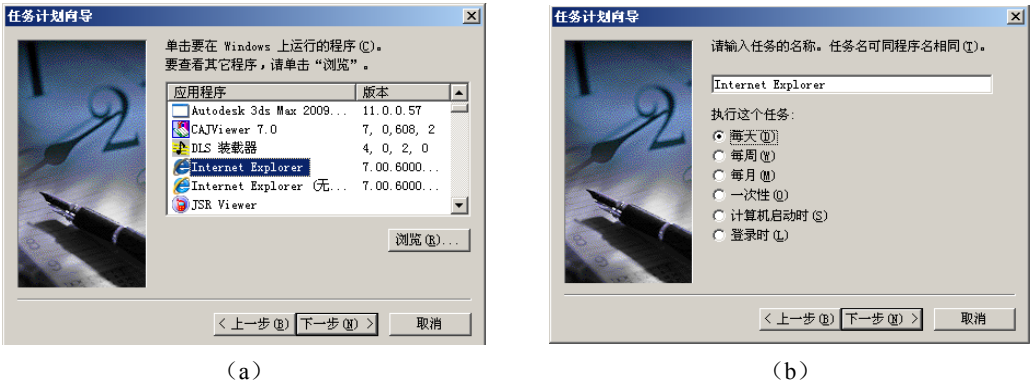 任务计划向导
单击要在 Windows 上运行的程序(C)。
要查看其它程序，请单击“浏览”。
应用程序 版本
Autodesk 3ds Max 2009... 11.0.0.57
CAJViewer 7.0 7, 0,608, 2
DLS 装载器 4, 0, 2, 0
Internet Explorer 7.00.6000...
Internet Explorer (无... 7.00.6000...
JSR Viewer
浏览(R)...
< 上一步(B) 下一步(N) > 取消
（a）
任务计划向导
请输入任务的名称。任务名可同程序名相同(T)。
Internet Explorer
执行这个任务:
每天(D)
每周(W)
每月(M)
一次性(O)
计算机启动时(S)
登录时(L)
< 上一步(B) 下一步(N) > 取消
（b）